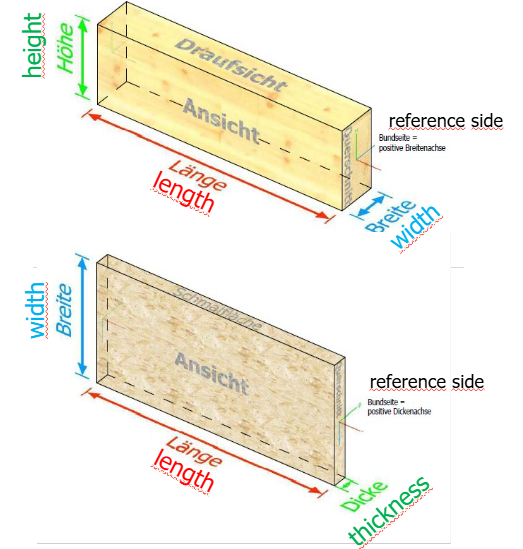 height
Höhe
Draufsicht
Ansicht
Querschnitt
reference side
Bundseite =
positive Breitenachse
Länge
length
Breite
width
width
Breite
Schmalfläche
Ansicht
reference side
Bundseite =
positive Dickenachse
Länge
length
Dicke
thickness